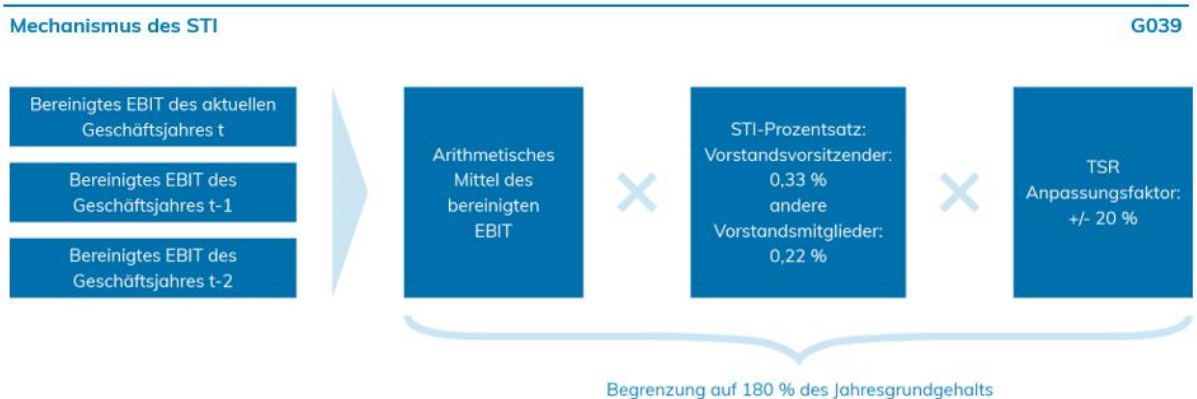 Mechanismus des STI
G039
Bereinigtes EBIT des aktuellen
Geschäftsjahres t
Bereinigtes EBIT des
Geschäftsjahres t-1
Bereinigtes EBIT des
Geschäftsjahres t-2
Arithmetisches
Mittel des
bereinigten
EBIT
STI-Prozentsatz:
Vorstandsvorsitzender:
0,33 %
andere
Vorstandsmitglieder:
0,22 %
TSR
Anpassungsfaktor:
+/- 20 %
Begrenzung auf 180 % des Jahresgrundgehalts